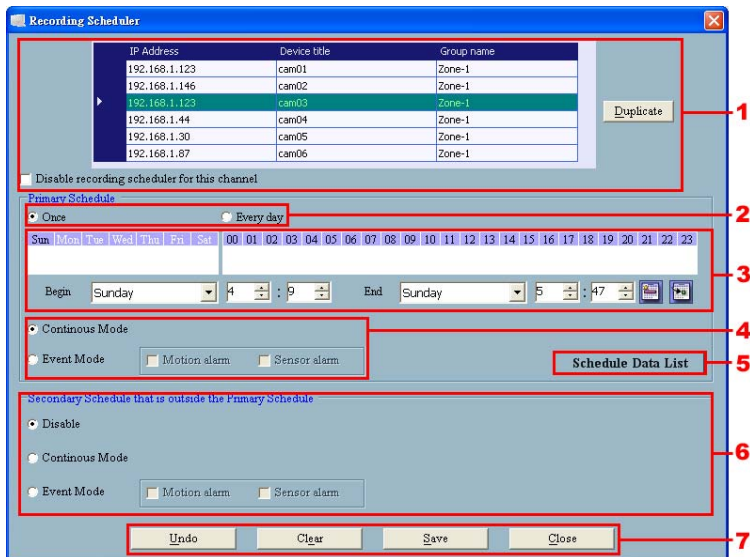 Recording Scheduler
IP Address Device title Group name
192.168.1.123 cam01 Zone-1
192.168.1.146 cam02 Zone-1
192.168.1.123 cam03 Zone-1
192.168.1.44 cam04 Zone-1
192.168.1.30 cam05 Zone-1
192.168.1.87 cam06 Zone-1
Duplicate
1
Disable recording scheduler for this channel
Primary Schedule
Once Every day
2
Sun Mon Tue Wed Thu Fri Sat 00 01 02 03 04 05 06 07 08 09 10 11 12 13 14 15 16 17 18 19 20 21 22 23
3
Begin Sunday 4 : 9 End Sunday 5 : 47
Continous Mode
4
Event Mode Motion alarm Sensor alarm
Schedule Data List
5
Secondary Schedule that is outside the Primary Schedule
Disable
Continous Mode
6
Event Mode Motion alarm Sensor alarm
Undo Clear Save Close
7